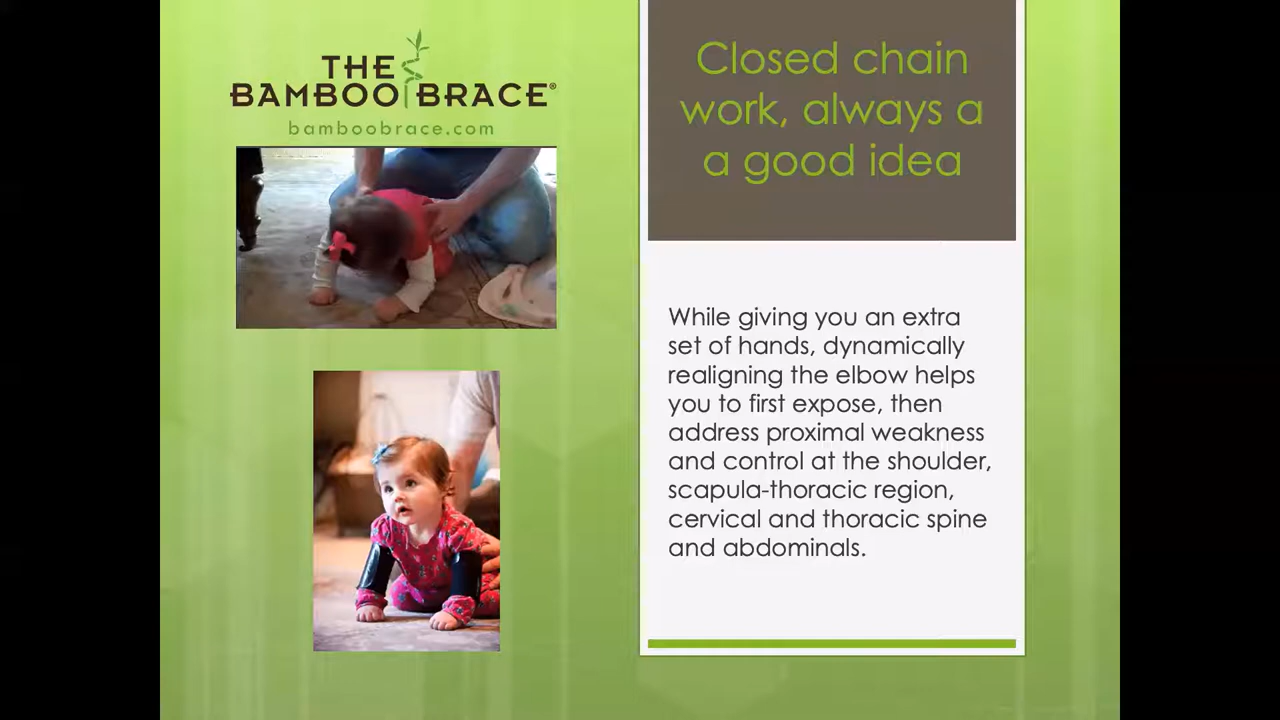 THE
BAMBOO BRACE®
bamboobrace.com
Closed chain
work, always a
a good idea
While giving you an extra
set of hands, dynamically
realigning the elbow helps
you to first expose, then
address proximal weakness
and control at the shoulder,
scapula-thoracic region,
cervical and thoracic spine
and abdominals.